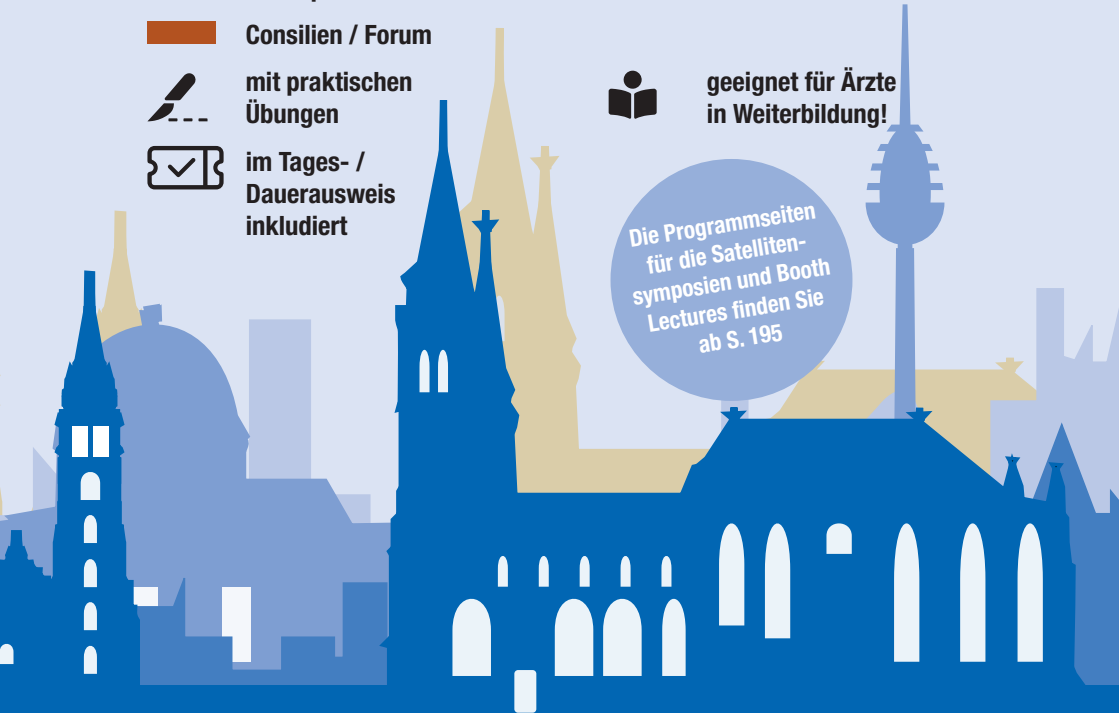 Consilien / Forum
mit praktischen
Übungen
im Tages- /
Dauerausweis
inkludiert
geeignet für Ärzte
in Weiterbildung!
Die Programmseiten
für die Satelliten-
symposien und Booth
Lectures finden Sie
ab S. 195